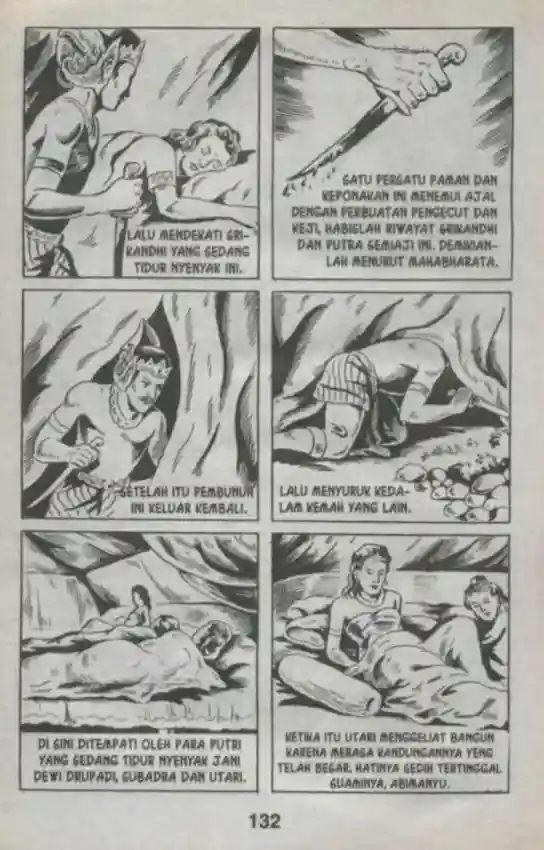 LALU MENDEKATI SRI-
KANDHI YANG SEDANG
TIDUR NYENYAK INI.
SATU PERSATU PAMAN DAN
KEPONAKAN INI MENEMUI AJAL
DENGAN PERBUATAN PENGECUT DAN
KEJI, HABISLAH RIWAYAT SRIKANDHI
DAN PUTRA SEMIAJI INI. DEMIKIAN-
LAH MENURUT MAHABHARATA.
SETELAH ITU PEMBUNUH
INI KELUAR KEMBALI.
LALU MENYURUK KEDA-
LAM KEMAH YANG LAIN.
DI SINI DITEMPATI OLEH PARA PUTRI
YANG SEDANG TIDUR NYENYAK JANI
DEWI DRUPADI, SUBADRA DAN UTARI.
KETIKA ITU UTARI MENGGELIAT BANGUN
KARENA MERASA KANDUNGANNYA YENG
TELAH BESAR. HATINYA SEDIH TERTINGGAL
SUAMINYA, ABIMANYU.
132